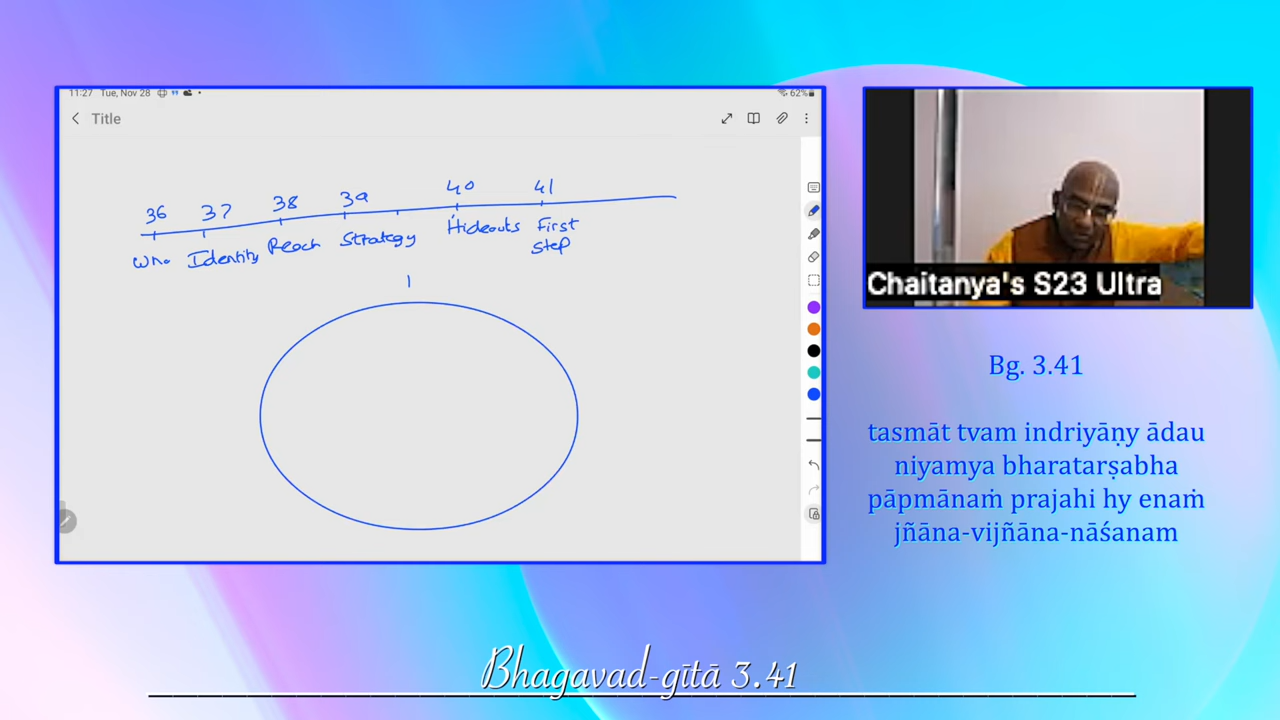 11:27 Tue, Nov 28
62%
Title
36 37 38 39 40 41
Who Identity Reach Strategy Hideouts First
step
Chaitanya's S23 Ultra
Bg. 3.41
tasmāt tvam indriyāṇy ādau
niyamya bharatarṣabha
pāpmānaṁ prajahi hy enaṁ
jñāna-vijñāna-nāśanam
Bhagavad-gītā 3.41